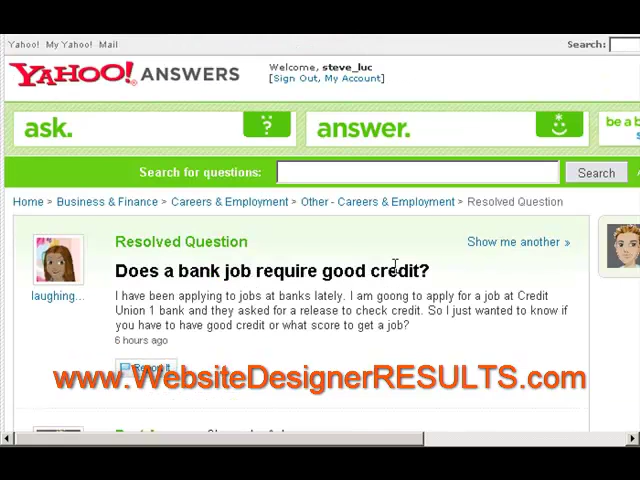 Yahoo! My Yahoo! Mail Search:
YAHOO! ANSWERS
Welcome, steve_luc
[Sign Out, My Account]
ask. ?
answer.
be a b
Search for questions: Search
Home > Business & Finance > Careers & Employment > Other - Careers & Employment > Resolved Question
Resolved Question Show me another »
Does a bank job require good credit?
laughing...
I have been applying to jobs at banks lately. I am goong to apply for a job at Credit
Union 1 bank and they asked for a release to check credit. So I just wanted to know if
you have to have good credit or what score to get a job?
6 hours ago
Report It
www.WebsiteDesignerRESULTS.com